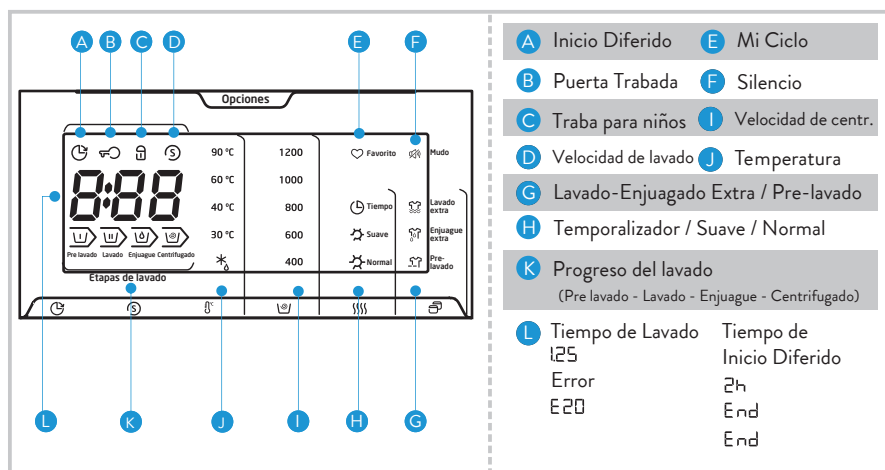 A B C D E F
Opciones
90 ºC 1200 Favorito Mudo
60 ºC 1000
8:88
40 ºC 800 Tiempo Lavado extra
30 ºC 600 Suave Enjuague extra
Pre lavado Lavado Enjuague Centrifugado
400 Normal Pre-lavado
Etapas de lavado
L K J I H G
A Inicio Diferido E Mi Ciclo
B Puerta Trabada F Silencio
C Traba para niños I Velocidad de centr.
D Velocidad de lavado J Temperatura
G Lavado-Enjuagado Extra / Pre-lavado
H Temporalizador / Suave / Normal
K Progreso del lavado
(Pre lavado - Lavado - Enjuague - Centrifugado)
L Tiempo de Lavado
1.25
Error
E20
Tiempo de
Inicio Diferido
2h
End
End